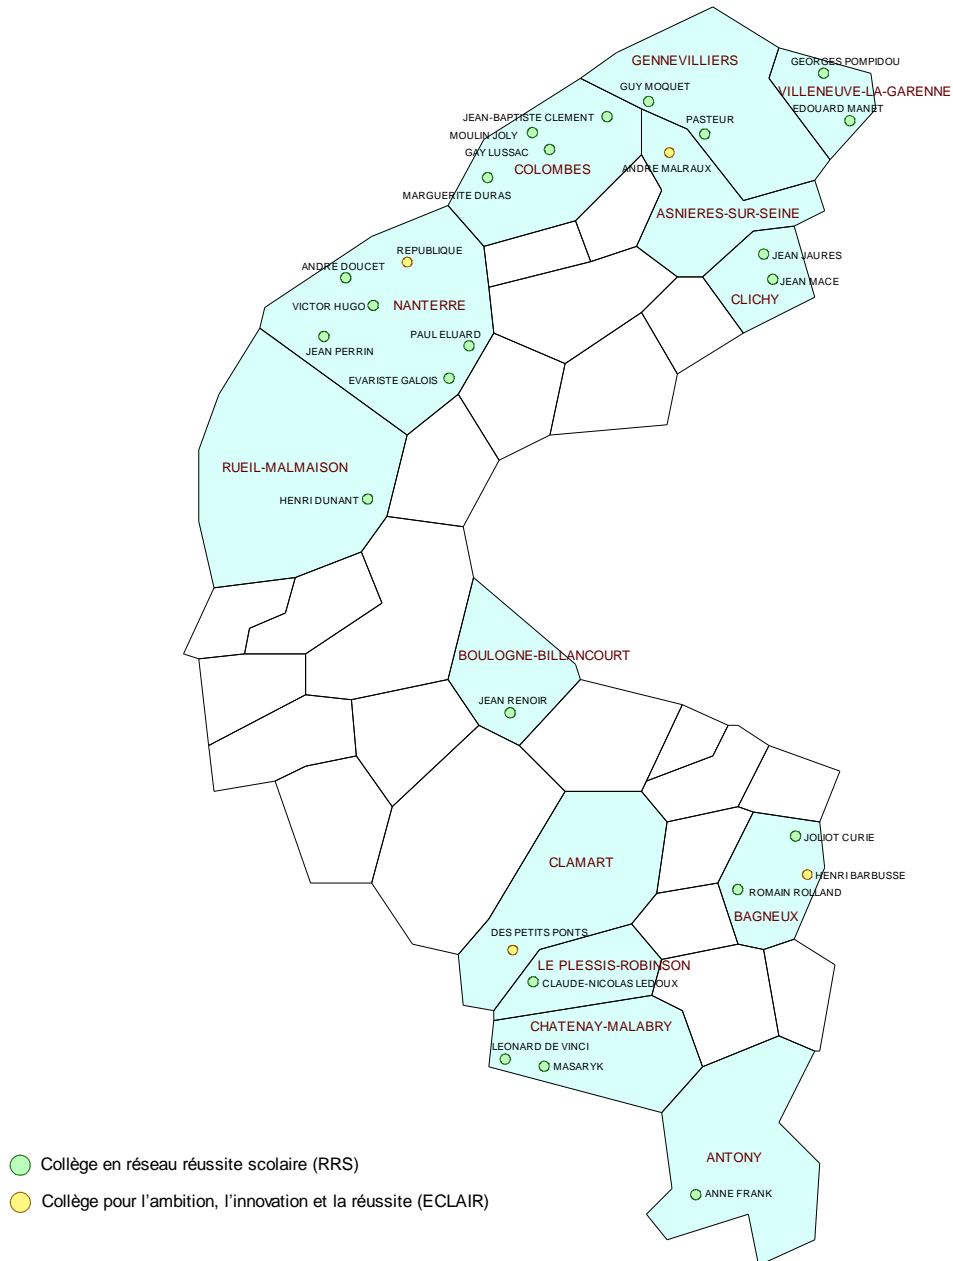 GENNEVILLIERS
GEORGES POMPIDOU
GUY MOQUET
VILLENEUVE-LA-GARENNE
EDOUARD MANET
JEAN-BAPTISTE CLEMENT
PASTEUR
MOULIN JOLY
GAY LUSSAC
COLOMBES
ANDRE MALRAUX
MARGUERITE DURAS
ASNIERES-SUR-SEINE
REPUBLIQUE
JEAN JAURES
ANDRE DOUCET
JEAN MACE
CLICHY
VICTOR HUGO
NANTERRE
PAUL ELUARD
JEAN PERRIN
EVARISTE GALOIS
RUEIL-MALMAISON
HENRI DUNANT
BOULOGNE-BILLANCOURT
JEAN RENOIR
JOLIOT CURIE
CLAMART
HENRI BARBUSSE
ROMAIN ROLLAND
BAGNEUX
DES PETITS PONTS
LE PLESSIS-ROBINSON
CLAUDE-NICOLAS LEDOUX
CHATENAY-MALABRY
LEONARD DE VINCI
MASARYK
ANTONY
ANNE FRANK
Collège en réseau réussite scolaire (RRS)
Collège pour l'ambition, l'innovation et la réussite (ECLAIR)